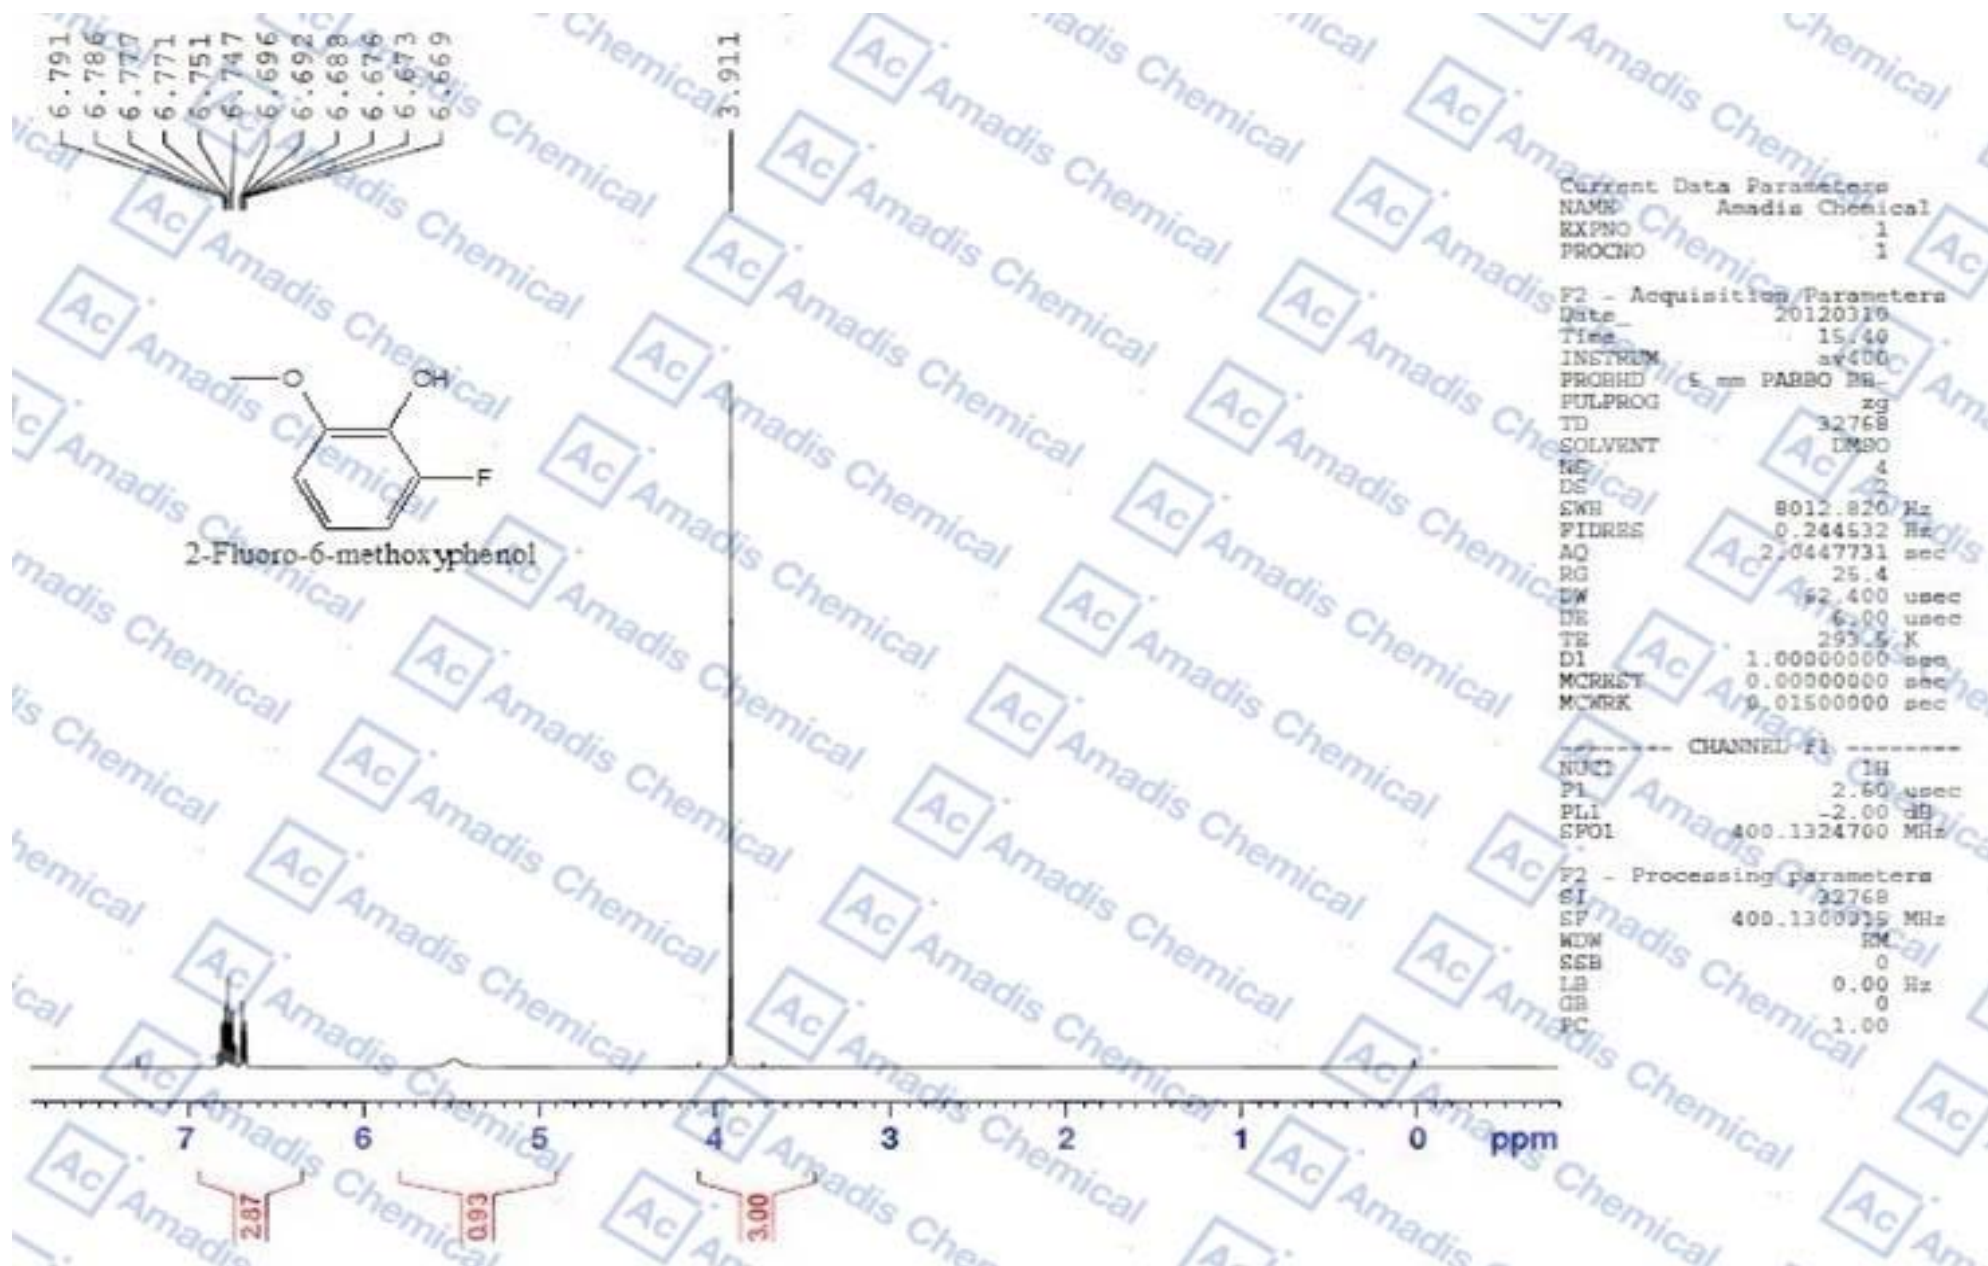 6.791
6.786
6.777
6.771
6.751
6.747
6.696
6.692
6.688
6.676
6.673
6.669
3.911
O
OH
F
2-Fluoro-6-methoxyphenol
Current Data Parameters
NAME Amadis Chemical
EXPNO 1
PROCNO 1
F2 - Acquisition Parameters
Date_ 20120319
Time 15.40
INSTRUM av400
PROBHD 5 mm PABBO BB-
PULPROG zg
TD 32768
SOLVENT DMSO
NS 4
DS 2
SWH 8012.820 Hz
FIDRES 0.244532 Hz
AQ 2.0447731 sec
RG 25.4
DW 62.400 usec
DE 6.00 usec
TE 293.5 K
D1 1.00000000 sec
MCREST 0.00000000 sec
MCWRK 0.01500000 sec
-------- CHANNEL f1 --------
NUC1 1H
P1 2.60 usec
PL1 -2.00 dB
SFO1 400.1324700 MHz
F2 - Processing parameters
SI 32768
SF 400.1300315 MHz
WDW EM
SSB 0
LB 0.00 Hz
GB 0
PC 1.00
7 6 5 4 3 2 1 0 ppm
2.87
0.93
3.00
Ac Amadis Chemical